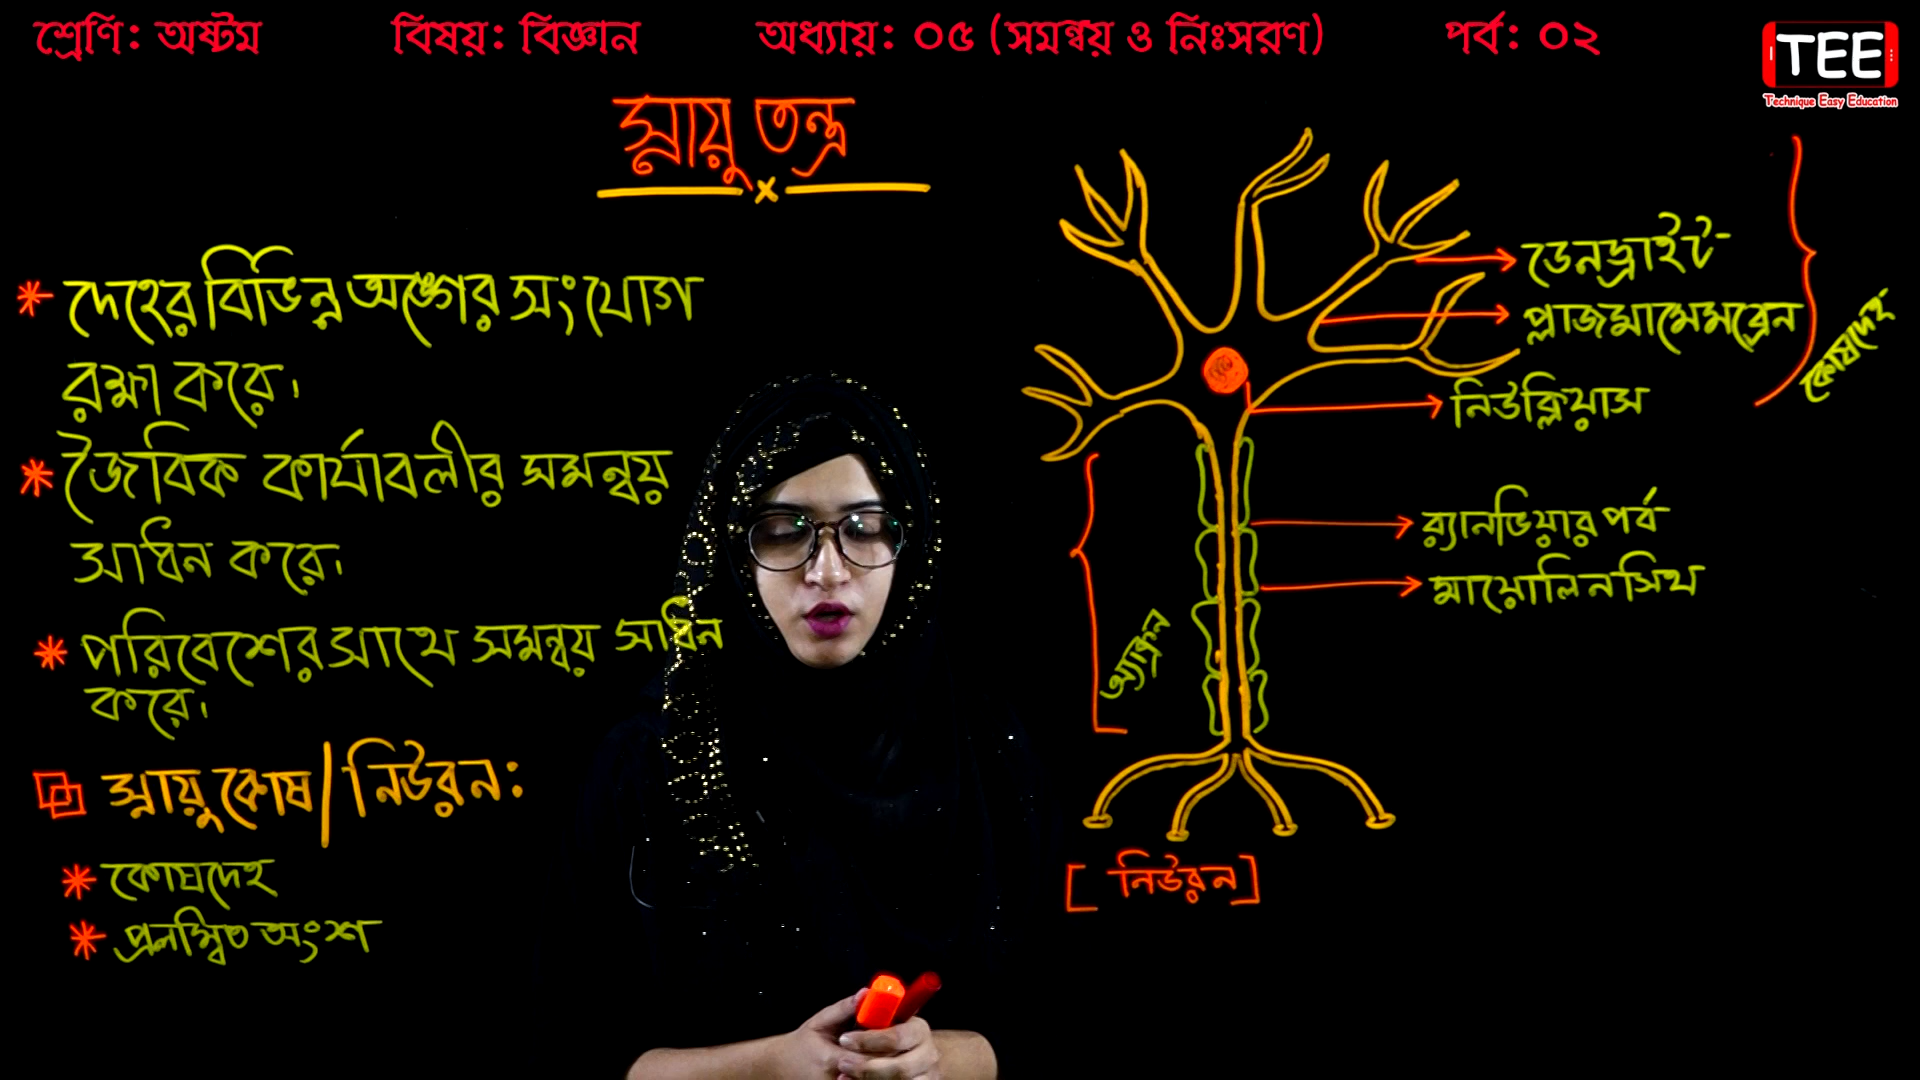 শ্রেণি: অষ্টম বিষয়: বিজ্ঞান অধ্যায়: ০৫ (সমন্বয় ও নিঃসরণ) পর্ব: ০২
TEE
Technique Easy Education
স্নায়ু তন্ত্র
* দেহের বিভিন্ন অঙ্গের সংযোগ
রক্ষা করে।
* জৈবিক কার্যাবলীর সমন্বয়
সাধন করে।
* পরিবেশের সাথে সমন্বয় সাধন
করে।
স্নায়ু কোষ/নিউরন:
* কোষদেহ
* প্রলম্বিত অংশ
ডেনড্রাইট
প্লাজমামেমব্রেন
নিউক্লিয়াস
কোষদেহ
র‍্যানভিয়ার পর্ব
মায়োলিনসিথ
অ্যাক্সন
[নিউরন]